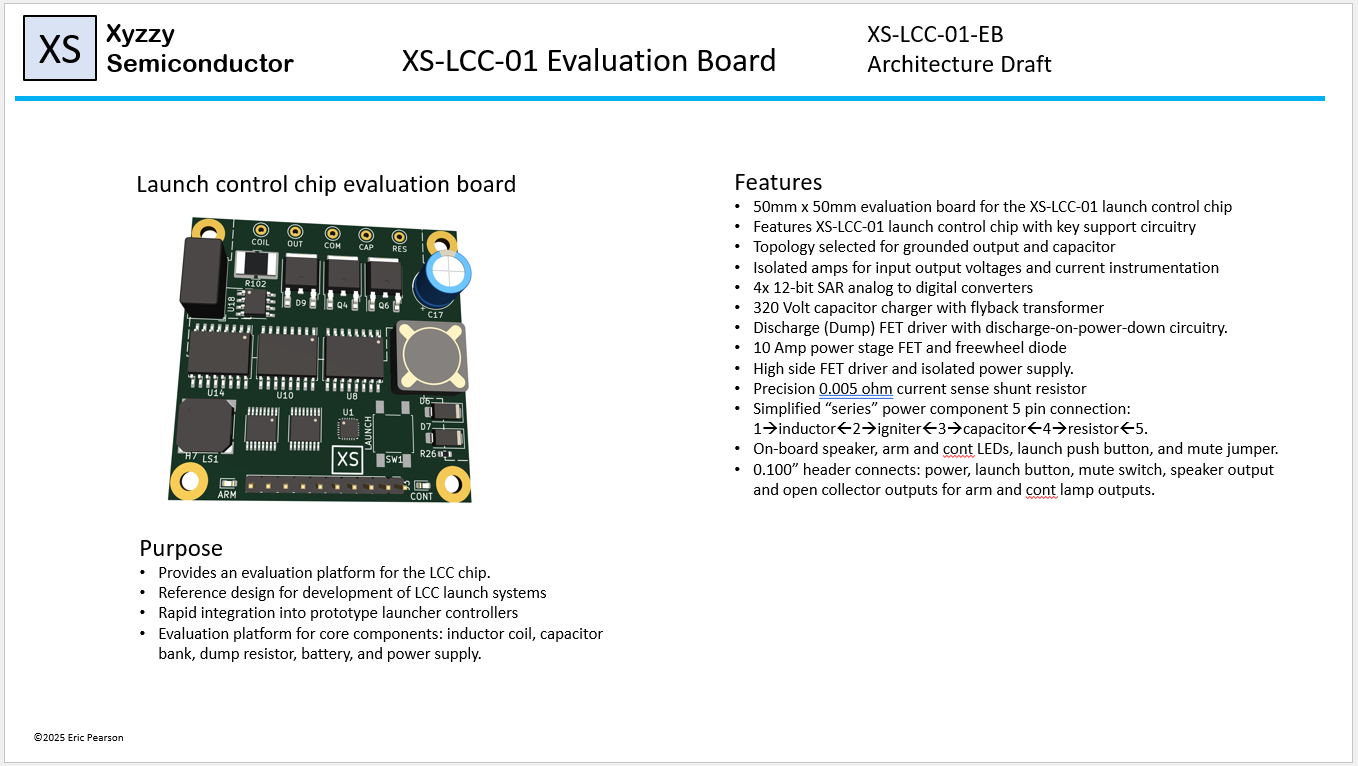 XS
Xyzzy
Semiconductor
XS-LCC-01 Evaluation Board
XS-LCC-01-EB
Architecture Draft
Launch control chip evaluation board
COIL
OUT
COM
CAP
RES
R102
U18
D9
Q4
Q6
+
C17
U14
U10
U8
D6
U1
LAUNCH
D7
R26
H7 LS1
XS
SW1
ARM
J3
CONT
Purpose
• Provides an evaluation platform for the LCC chip.
• Reference design for development of LCC launch systems
• Rapid integration into prototype launcher controllers
• Evaluation platform for core components: inductor coil, capacitor
bank, dump resistor, battery, and power supply.
Features
• 50mm x 50mm evaluation board for the XS-LCC-01 launch control chip
• Features XS-LCC-01 launch control chip with key support circuitry
• Topology selected for grounded output and capacitor
• Isolated amps for input output voltages and current instrumentation
• 4x 12-bit SAR analog to digital converters
• 320 Volt capacitor charger with flyback transformer
• Discharge (Dump) FET driver with discharge-on-power-down circuitry.
• 10 Amp power stage FET and freewheel diode
• High side FET driver and isolated power supply.
• Precision 0.005 ohm current sense shunt resistor
• Simplified “series” power component 5 pin connection:
1→inductor←2→igniter←3→capacitor←4→resistor←5.
• On-board speaker, arm and cont LEDs, launch push button, and mute jumper.
• 0.100” header connects: power, launch button, mute switch, speaker output
and open collector outputs for arm and cont lamp outputs.
©2025 Eric Pearson